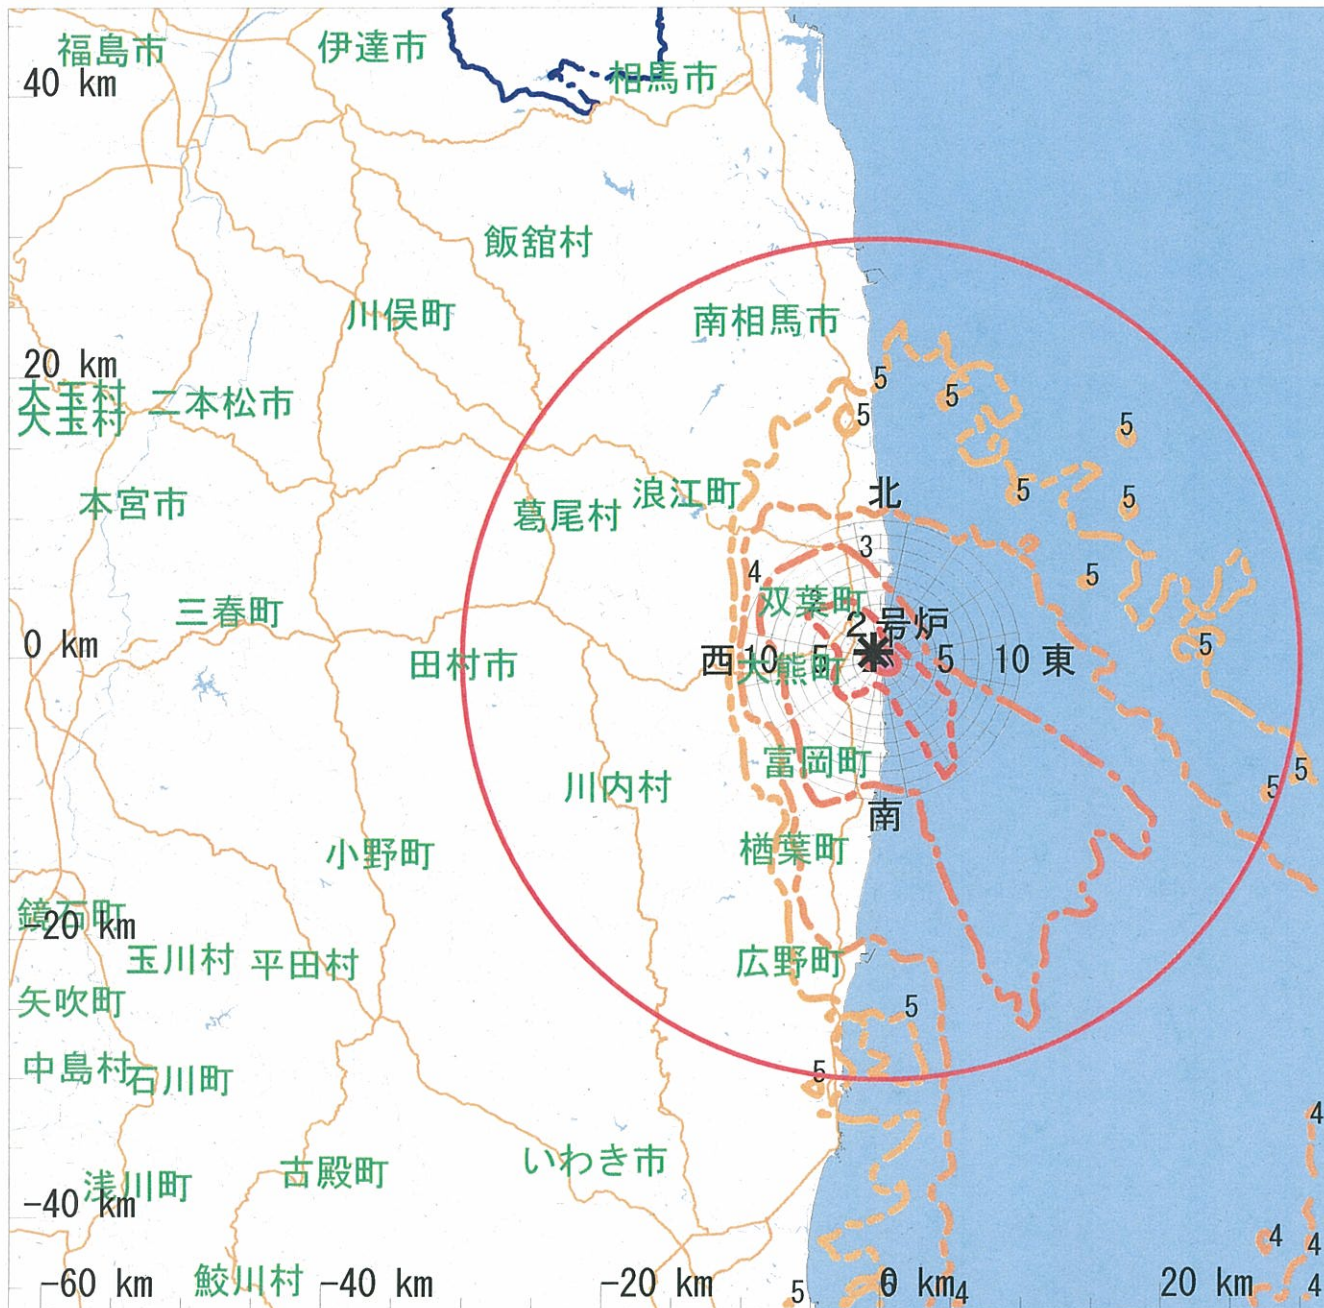 福島市 伊達市
40 km 相馬市
飯舘村
川俣町 南相馬市
20 km 5
大玉村 二本松市 5 5
大玉村 5
本宮市 葛尾村 浪江町 北 5 5
3
4 5
三春町 双葉町
2号炉
0 km 田村市 西 10 大熊町 5 10 東 5
富岡町
川内村 南 5 5
小野町 楢葉町
鏡石町
-20 km
玉川村 平田村 広野町
矢吹町 5
中島村 石川町 5
4
いわき市
古殿町
浅川町
-40 km
4 4
-60 km 鮫川村 -40 km -20 km 0 km 4 20 km 4
5